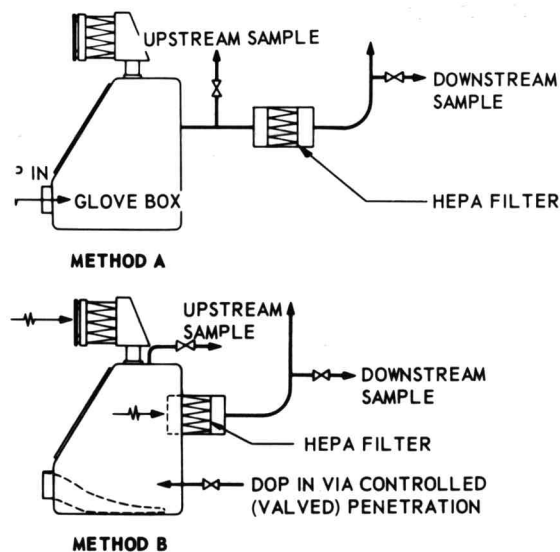 UPSTREAM SAMPLE
DOWNSTREAM
SAMPLE
P IN
GLOVE BOX
HEPA FILTER
METHOD A
UPSTREAM
SAMPLE
DOWNSTREAM
SAMPLE
HEPA FILTER
DOP IN VIA CONTROLLED
(VALVED) PENETRATION
METHOD B